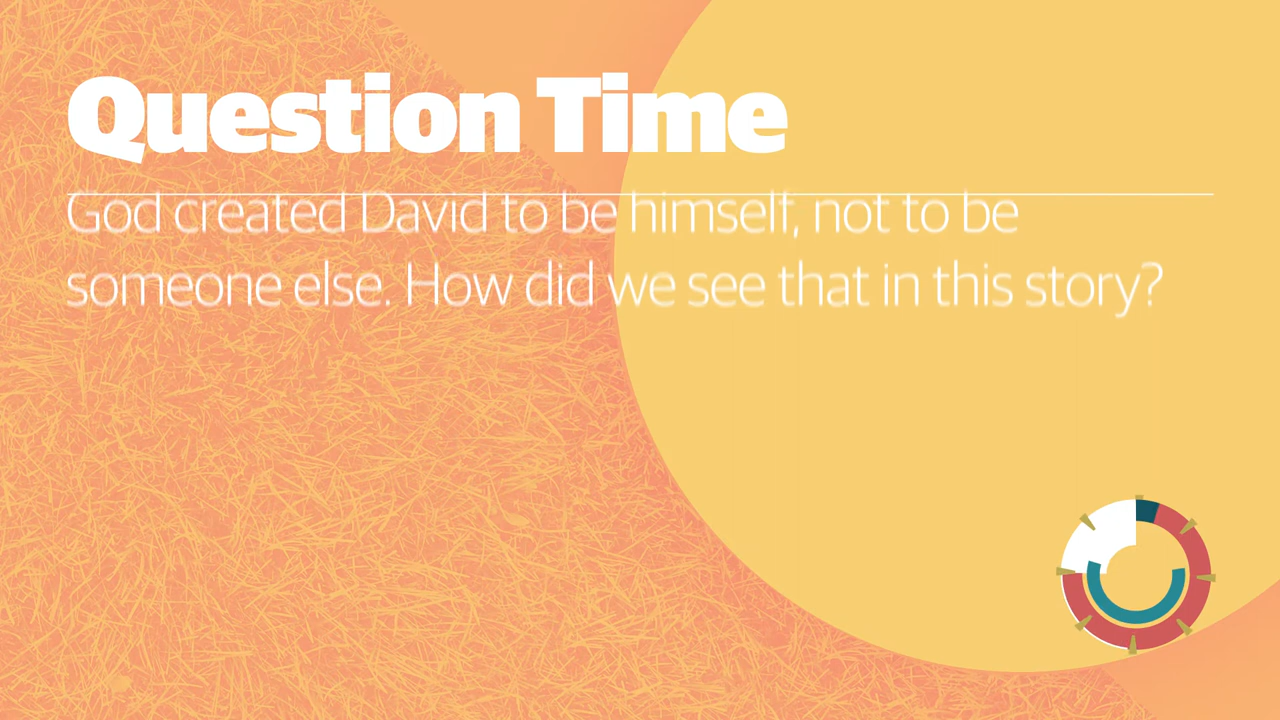 Question Time
God created David to be himself, not to be
someone else. How did we see that in this story?